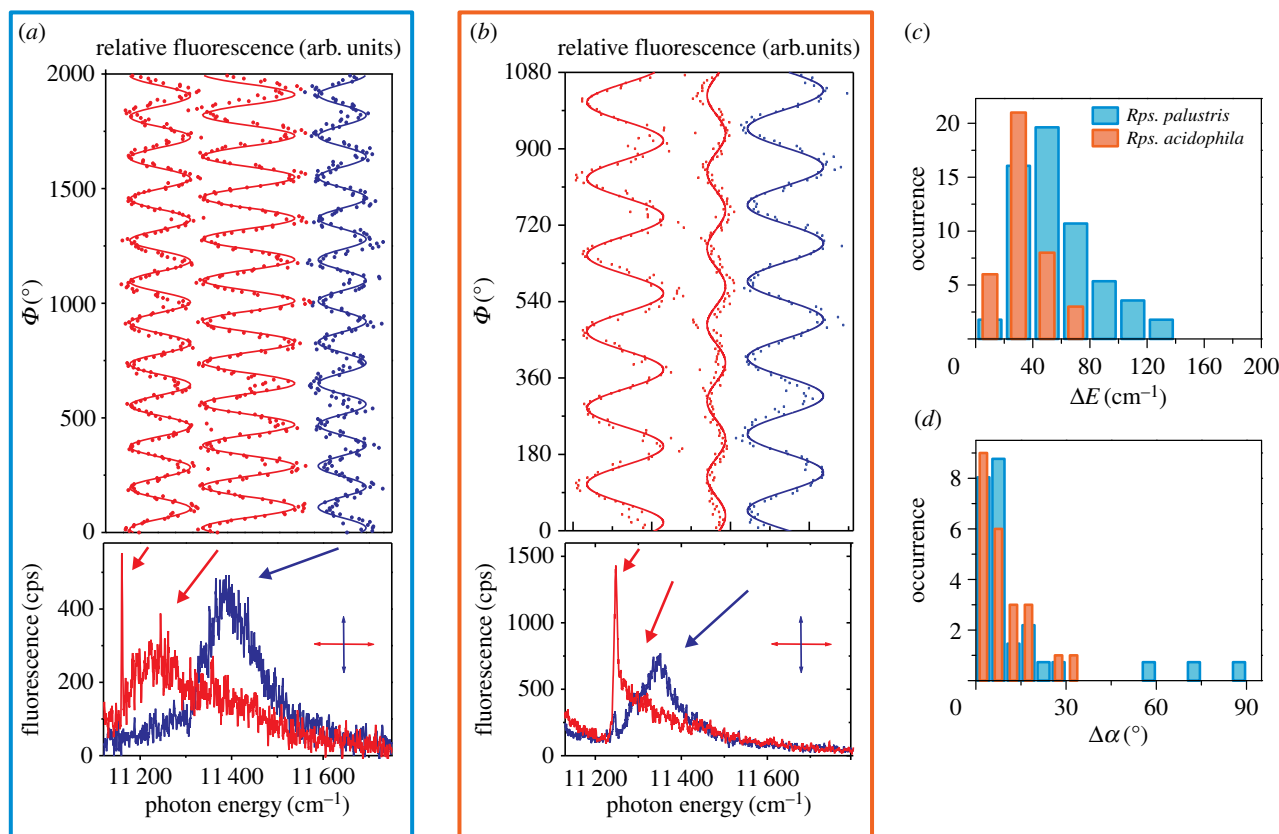 (a)
relative fluorescence (arb. units)
2000
1500
1000
500
0
Φ (°)
fluorescence (cps)
400
200
0
11 200
11 400
11 600
photon energy (cm–1)
(b)
relative fluorescence (arb.units)
1080
900
720
540
360
180
0
Φ (°)
fluorescence (cps)
1500
1000
500
0
11 200
11 400
11 600
photon energy (cm–1)
(c)
Rps. palustris
Rps. acidophila
occurrence
20
15
10
5
0
40
80
120
160
200
ΔE (cm–1)
(d)
occurrence
8
6
4
2
0
30
60
90
Δα (°)